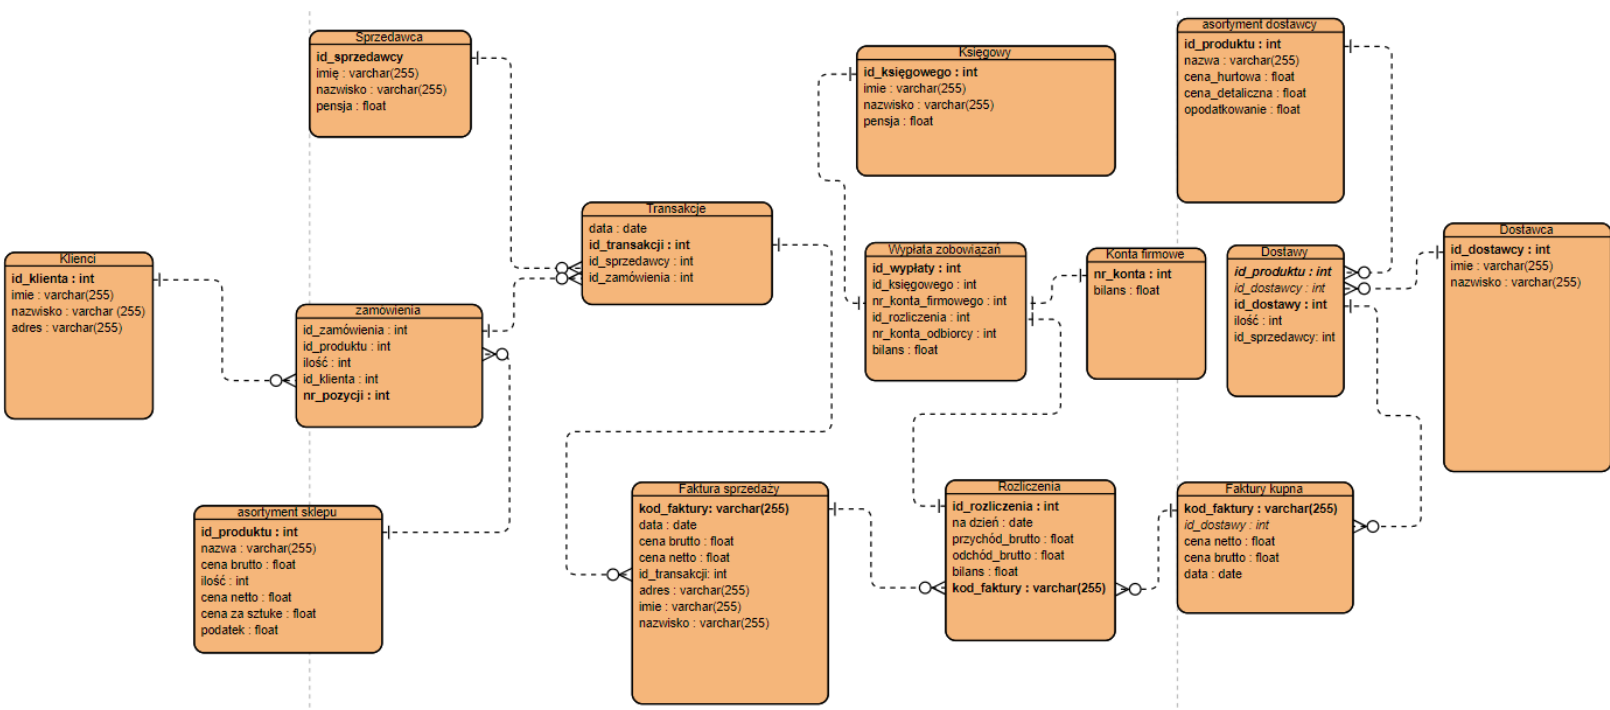 Sprzedawca
id_sprzedawcy
imię : varchar(255)
nazwisko : varchar(255)
pensja : float
Księgowy
id_księgowego : int
imie : varchar(255)
nazwisko : varchar(255)
pensja : float
asortyment dostawcy
id_produktu : int
nazwa : varchar(255)
cena_hurtowa : float
cena_detaliczna : float
opodatkowanie : float
Klienci
id_klienta : int
imie : varchar(255)
nazwisko : varchar (255)
adres : varchar(255)
zamówienia
id_zamówienia : int
id_produktu : int
ilość : int
id_klienta : int
nr_pozycji : int
Transakcje
data : date
id_transakcji : int
id_sprzedawcy : int
id_zamówienia : int
Wypłata zobowiązań
id_wypłaty : int
id_księgowego : int
nr_konta_firmowego : int
id_rozliczenia : int
nr_konta_odbiorcy : int
bilans : float
Konta firmowe
nr_konta : int
bilans : float
Dostawy
id_produktu : int
id_dostawcy : int
id_dostawy : int
ilość : int
id_sprzedawcy: int
Dostawca
id_dostawcy : int
imie : varchar(255)
nazwisko : varchar(255)
asortyment sklepu
id_produktu : int
nazwa : varchar(255)
cena brutto : float
ilość : int
cena netto : float
cena za sztuke : float
podatek : float
Faktura sprzedaży
kod_faktury: varchar(255)
data : date
cena brutto : float
cena netto : float
id_transakcji: int
adres : varchar(255)
imie : varchar(255)
nazwisko : varchar(255)
Rozliczenia
id_rozliczenia : int
na dzień : date
przychód_brutto : float
odchód_brutto : float
bilans : float
kod_faktury : varchar(255)
Faktury kupna
kod_faktury : varchar(255)
id_dostawy : int
cena netto : float
cena brutto : float
data : date